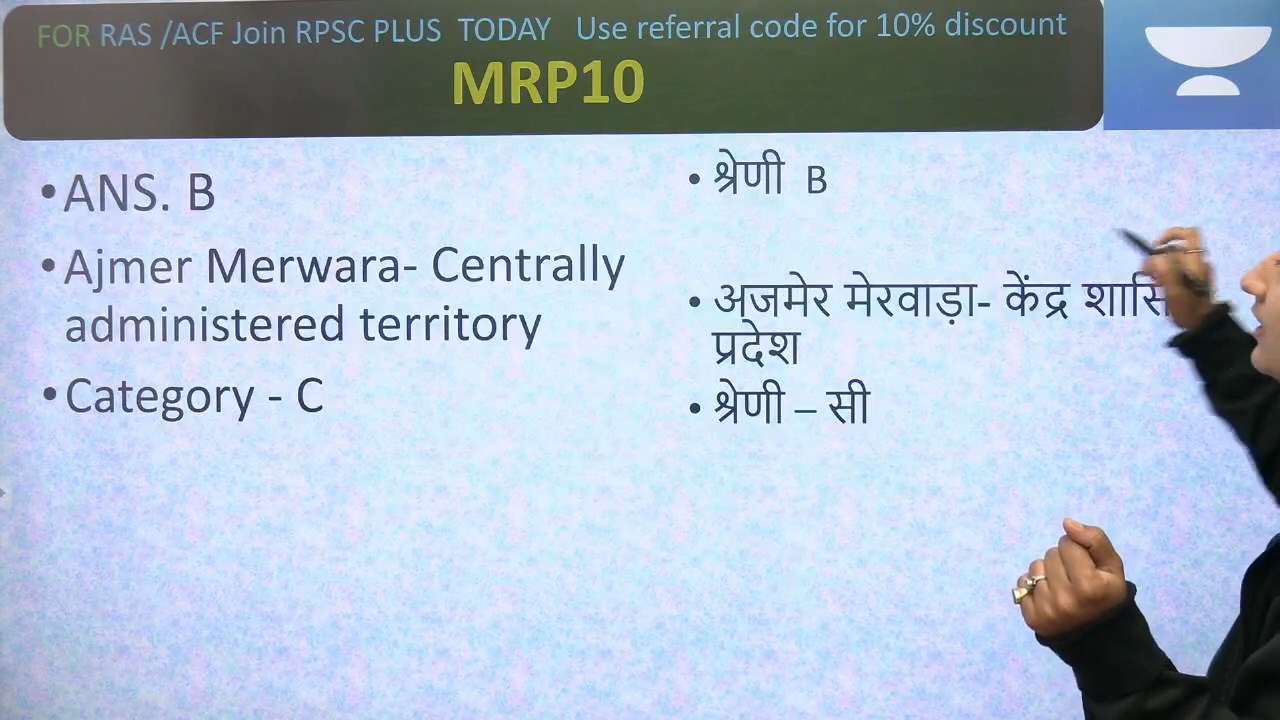 FOR RAS /ACF Join RPSC PLUS TODAY Use referral code for 10% discount
MRP10
•ANS. B
•Ajmer Merwara- Centrally
administered territory
•Category - C
• श्रेणी B
• अजमेर मेरवाड़ा- केंद्र
प्रदेश
• श्रेणी – सी